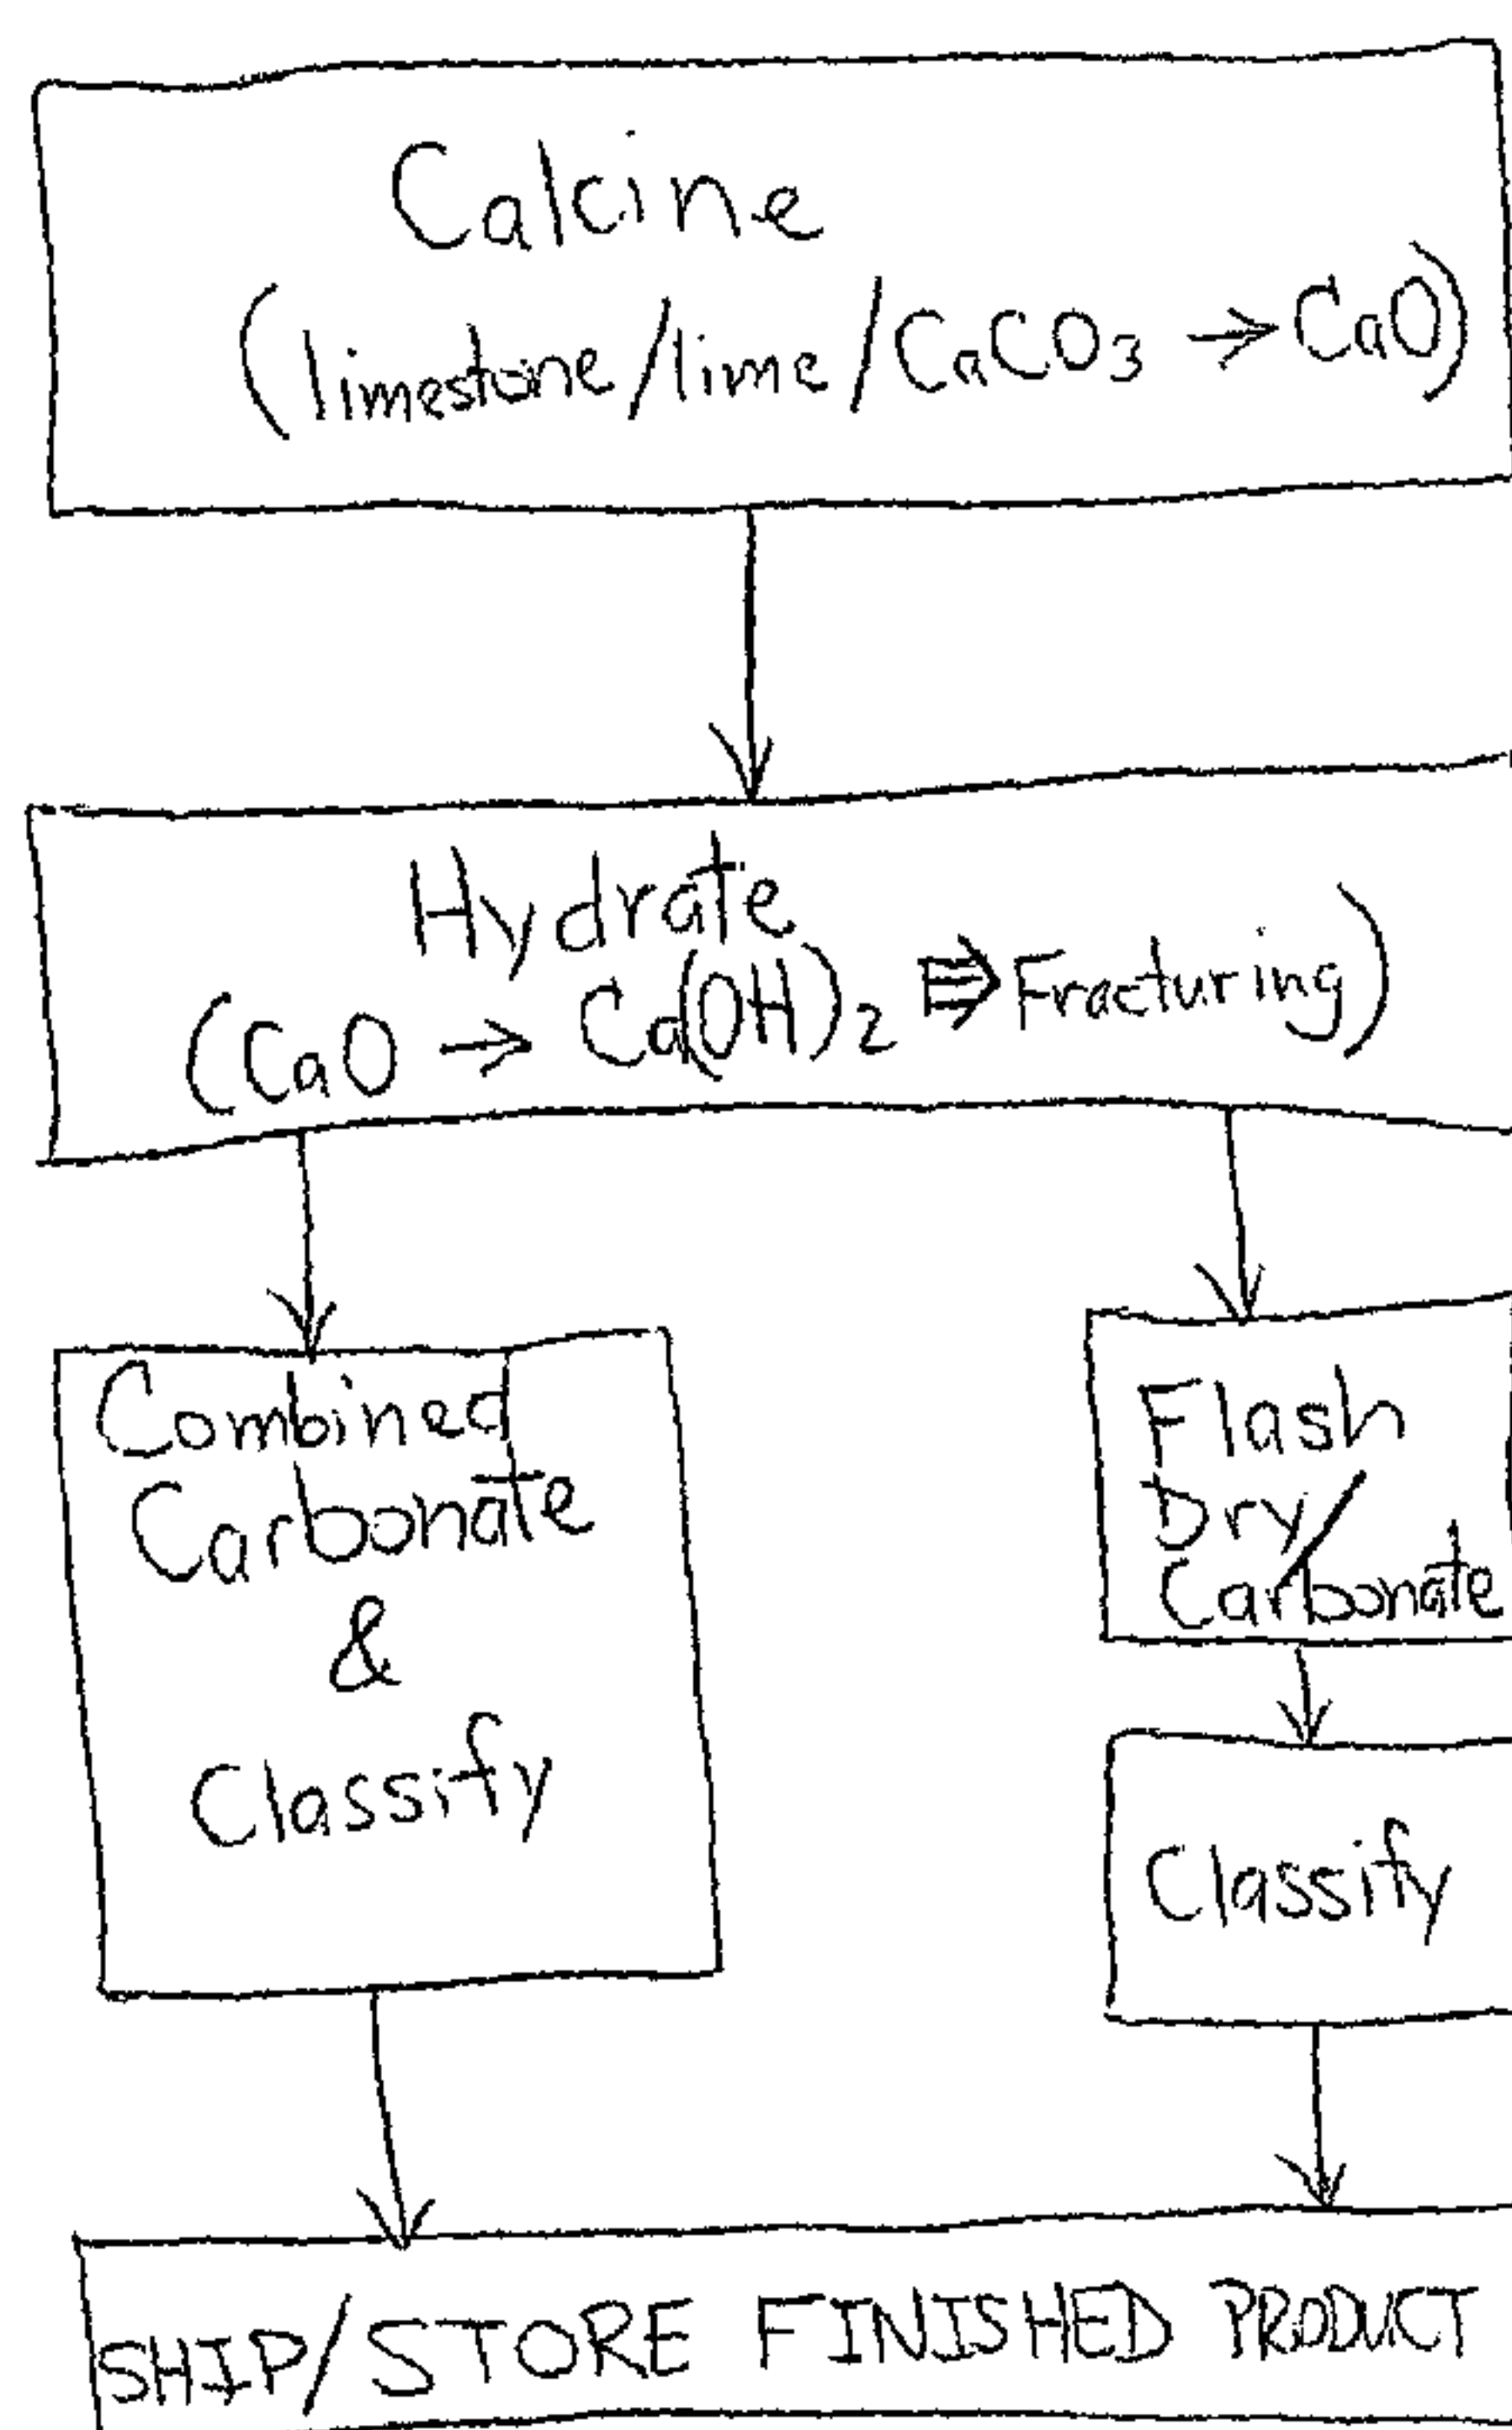 Calcine
(limestone/lime/CaCO₃ → CaO)
Hydrate
(CaO → Ca(OH)₂ ⇛ Fracturing)
Combined
Carbonate
&
Classify
Flash
Dry/
Carbonate
Classify
SHIP/STORE FINISHED PRODUCT